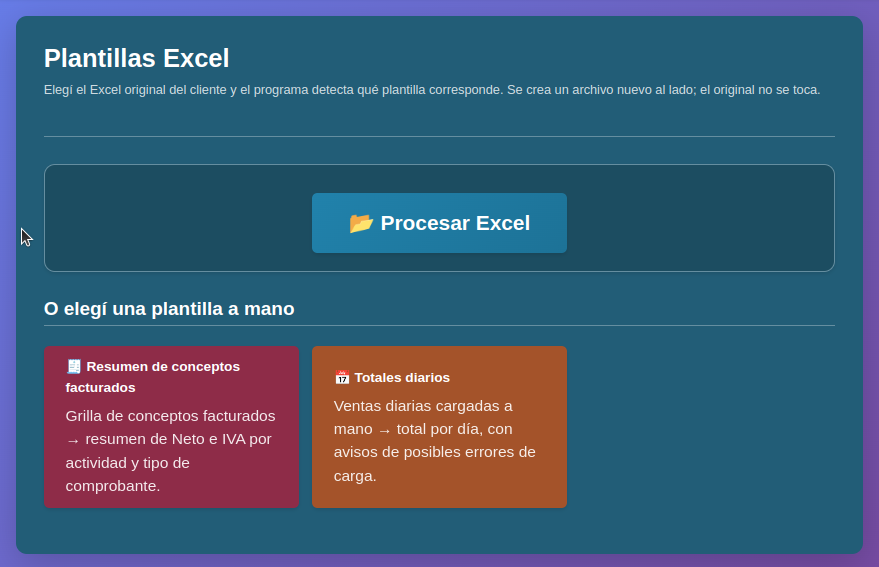 Plantillas Excel
Elegí el Excel original del cliente y el programa detecta qué plantilla corresponde. Se crea un archivo nuevo al lado; el original no se toca.
📂 Procesar Excel
O elegí una plantilla a mano
🧾 Resumen de conceptos
facturados
Grilla de conceptos facturados
→ resumen de Neto e IVA por
actividad y tipo de
comprobante.
📅 Totales diarios
Ventas diarias cargadas a
mano → total por día, con
avisos de posibles errores de
carga.